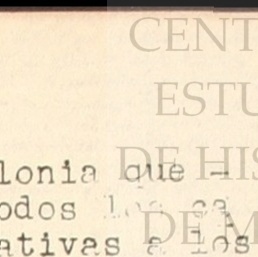 CENT
ESTU
DE HIS
DE M
lonia que -
odos
ativas a los